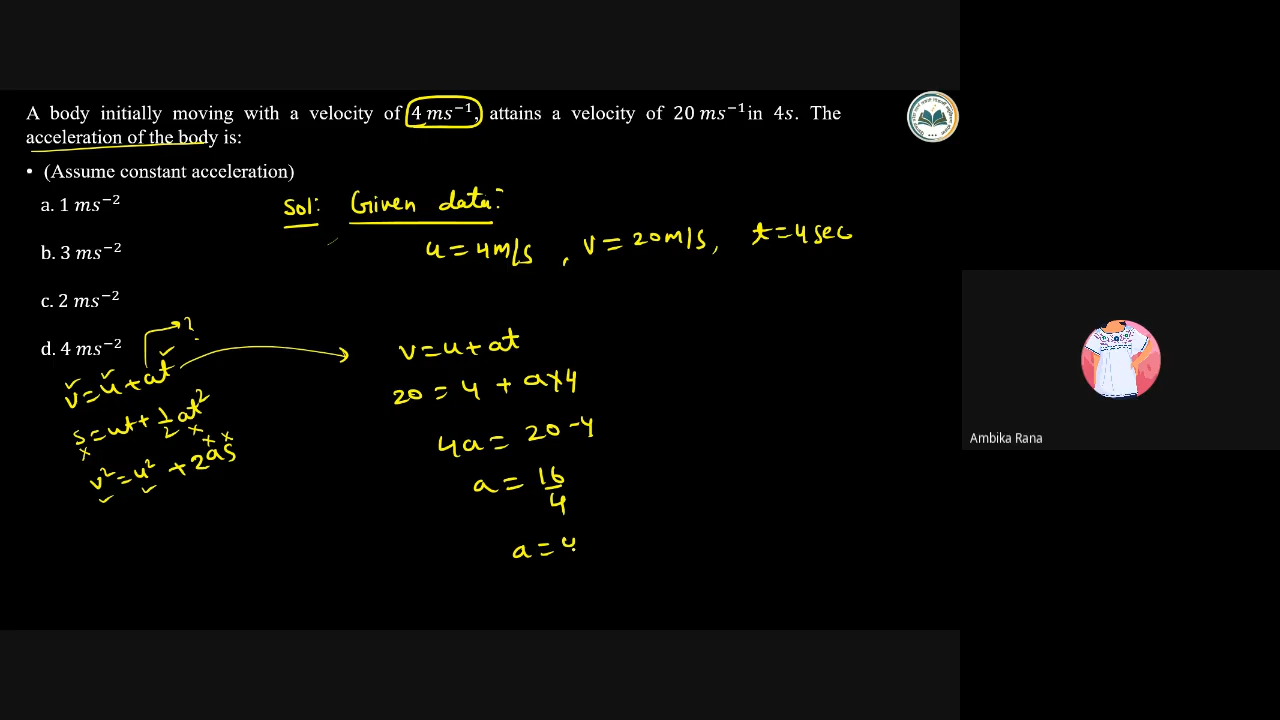 A body initially moving with a velocity of 4 ms⁻¹, attains a velocity of 20 ms⁻¹ in 4s. The
acceleration of the body is:
• (Assume constant acceleration)
a. 1 ms⁻²
b. 3 ms⁻²
c. 2 ms⁻²
d. 4 ms⁻²
Sol: Given data:
u = 4m/s, v = 20m/s, t = 4sec
?
v = u + at
s = ut + 1/2 at²
v² = u² + 2as
v = u + at
20 = 4 + a×4
4a = 20 - 4
a = 16/4
a = 4
Ambika Rana